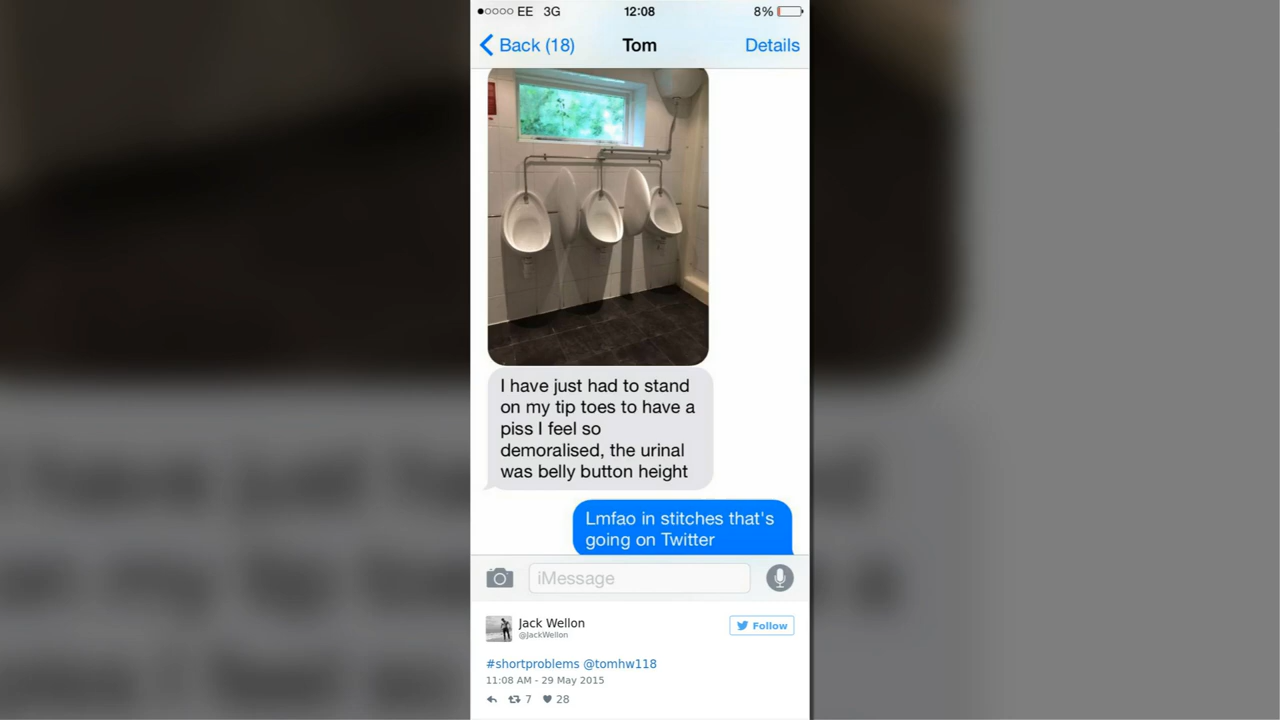 EE 3G 12:08 8%
Back (18) Tom Details
I have just had to stand
on my tip toes to have a
piss I feel so
demoralised, the urinal
was belly button height
Lmfao in stitches that's
going on Twitter
iMessage
Jack Wellon
@JackWellon
Follow
#shortproblems @tomhw118
11:08 AM - 29 May 2015
7 28